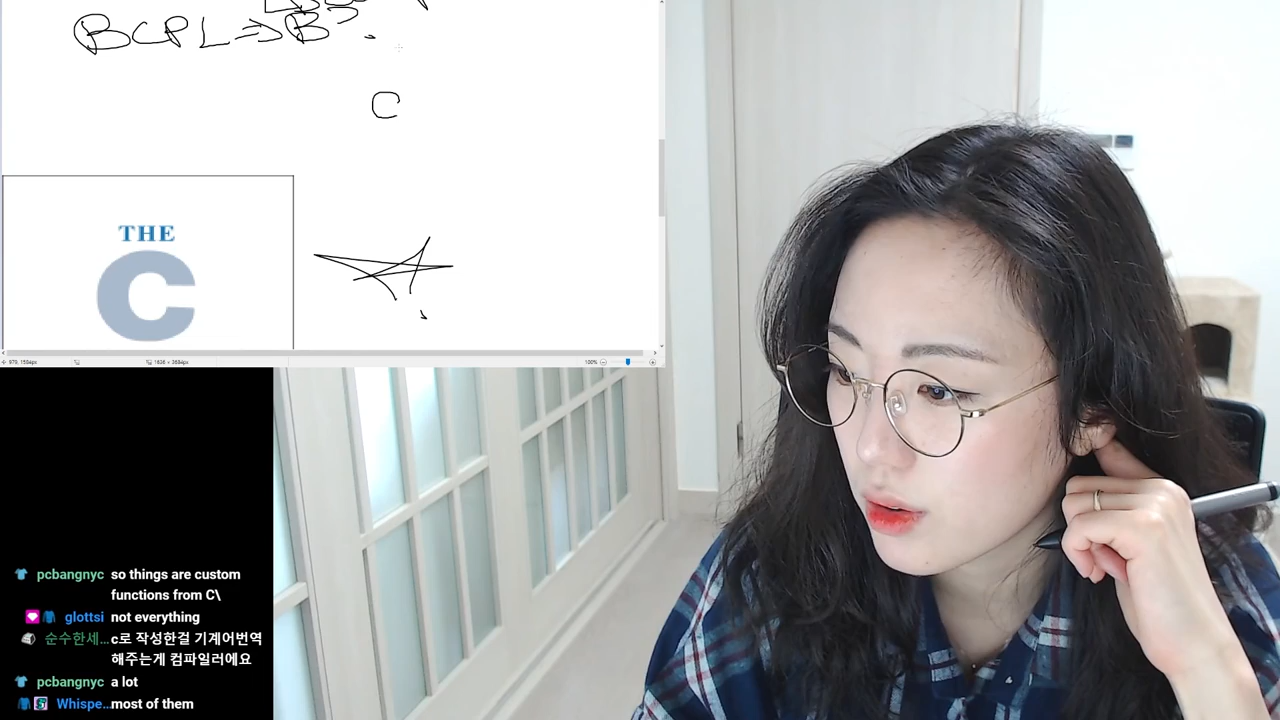 BCPL => B
C
THE
C
100%
pcbangnyc so things are custom
functions from C\
glottsi not everything
순수한세... c로 작성한걸 기계어번역
해주는게 컴파일러에요
pcbangnyc a lot
Whispe... most of them